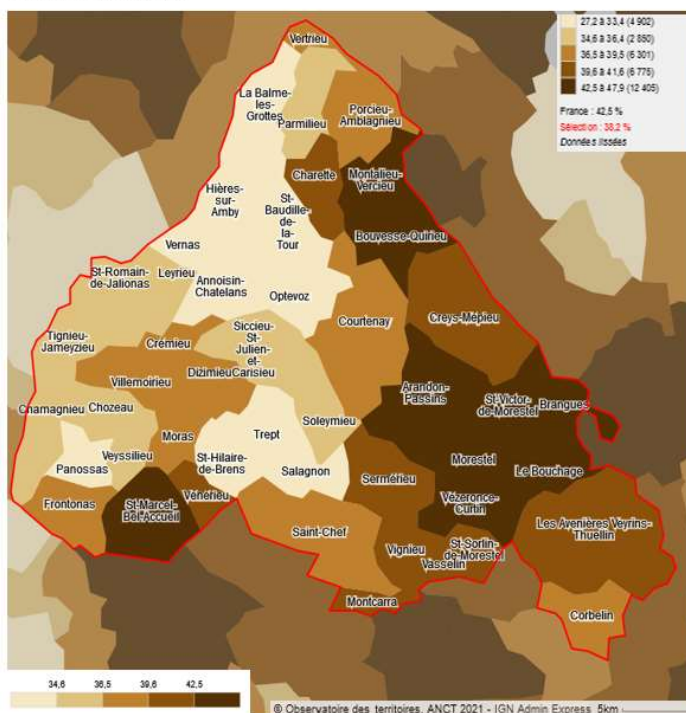 27,2 à 33,4 (4 902)
34,6 à 36,4 (2 850)
36,5 à 39,5 (6 301)
39,6 à 41,6 (6 775)
42,5 à 47,9 (12 405)
France : 42,5 %
Sélection : 38,2 %
Données lissées
Vertrieu
La Balme-
les-
Grottes
Parmilieu
Porcieu-
Amblagnieu
Charette
Montalieu-
Vercieu
Hières-
sur-
Amby
St-
Baudille-
de-
la-
Tour
Bouvesse-Quirieu
Vernas
St-Romain-
de-Jalionas
Leyrieu
Annoisin-
Chatelans
Optevoz
Creys-Mépieu
Courtenay
Tignieu-
Jameyzieu
Crémieu
Siccieu-
St-
Julien-
et-
Carisieu
Dizimieu
Villemoirieu
Arandon-
Passins
St-Victor-
de-Morestel
Brangues
Chamagnieu
Chozeau
Soleymieu
Moras
Trept
Veyssilieu
Panossas
St-Hilaire-
de-Brens
Salagnon
Morestel
Le Bouchage
Sermérieu
Frontonas
St-Marcel-
Bel-Accueil
Vénérieu
Vézeronce-
Curtin
Saint-Chef
Les Avenières Veyrins-
Thuellin
Vignieu
St-Sorlin-
de-Morestel
Vasselin
Montcarra
Corbelin
34,6 36,5 39,6 42,5
© Observatoire des territoires, ANCT 2021 - IGN Admin Express 5km